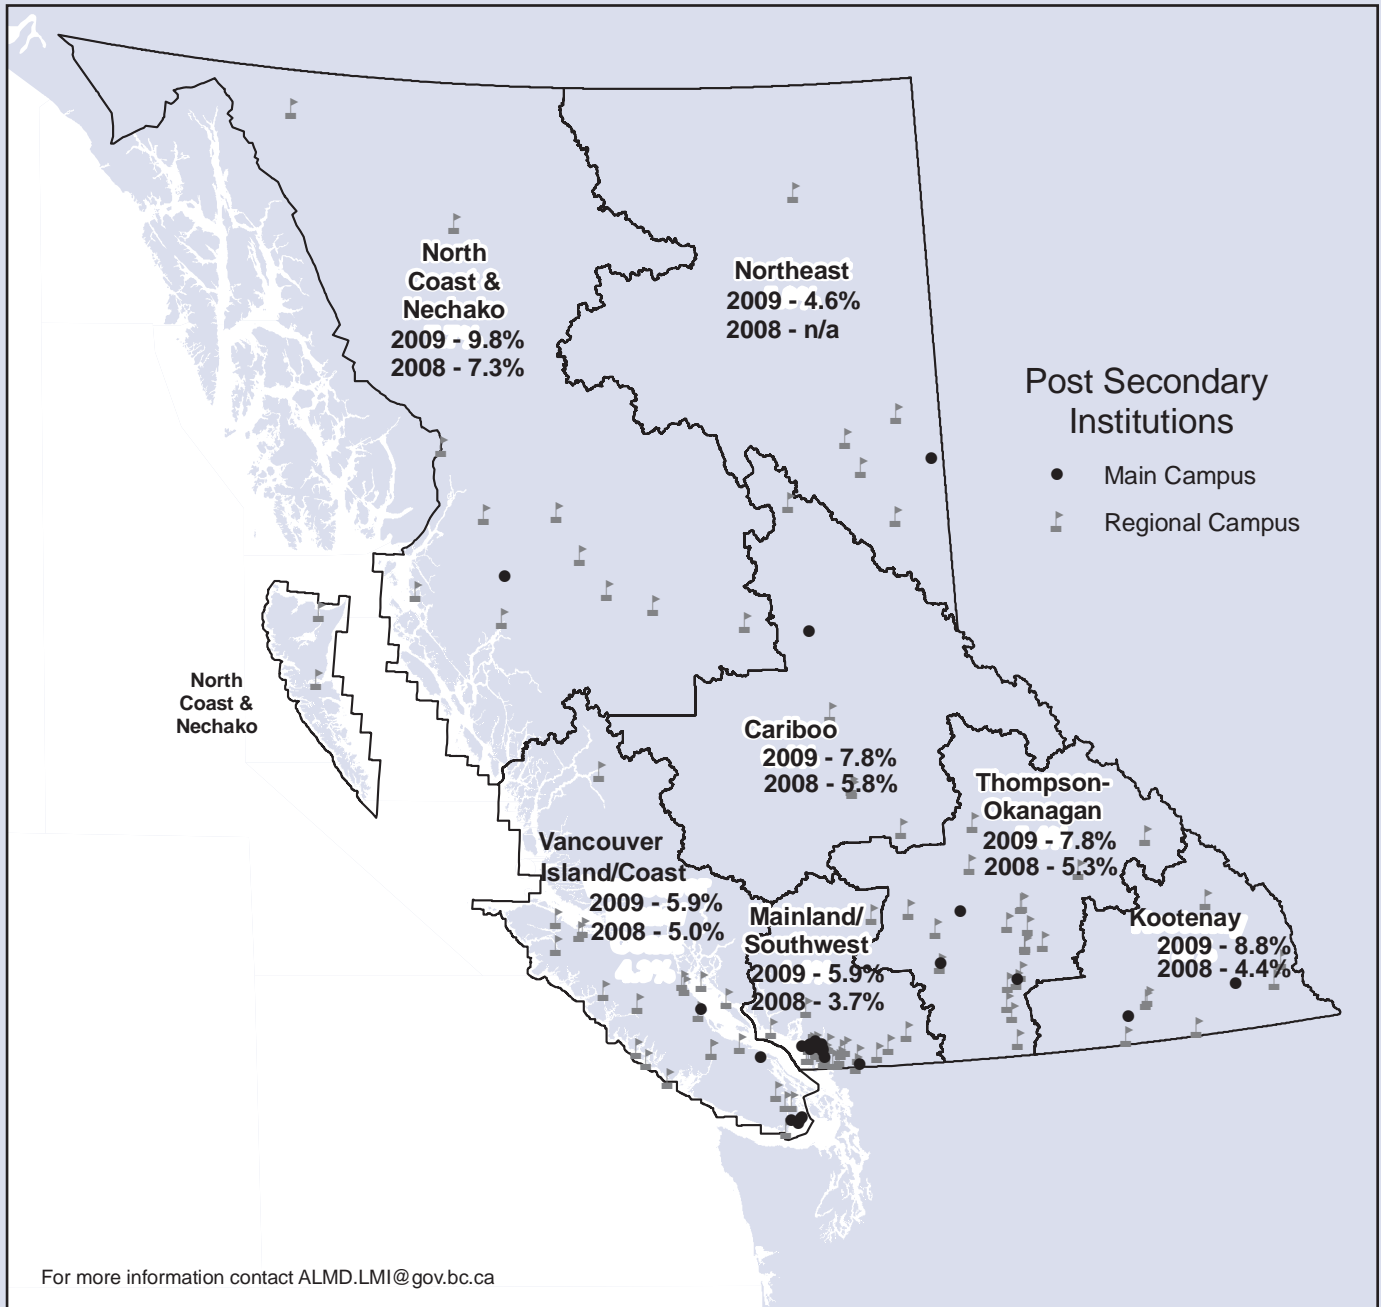 North
Coast &
Nechako
2009 - 9.8%
2008 - 7.3%
Northeast
2009 - 4.6%
2008 - n/a
Post Secondary
Institutions
Main Campus
Regional Campus
North
Coast &
Nechako
Cariboo
2009 - 7.8%
2008 - 5.8%
Thompson-
Okanagan
2009 - 7.8%
2008 - 5.3%
Vancouver
Island/Coast
2009 - 5.9%
2008 - 5.0%
Mainland/
Southwest
2009 - 5.9%
2008 - 3.7%
Kootenay
2009 - 8.8%
2008 - 4.4%
For more information contact ALMD.LMI@gov.bc.ca